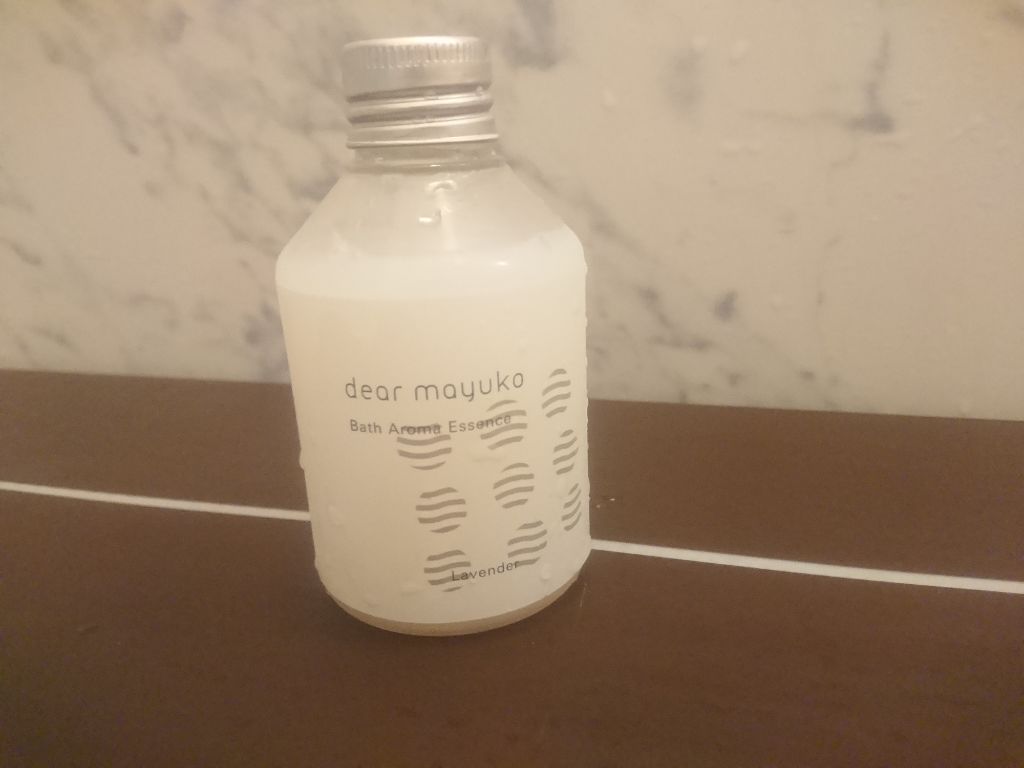 dear mayuko
Bath Aroma Essence
Lavender